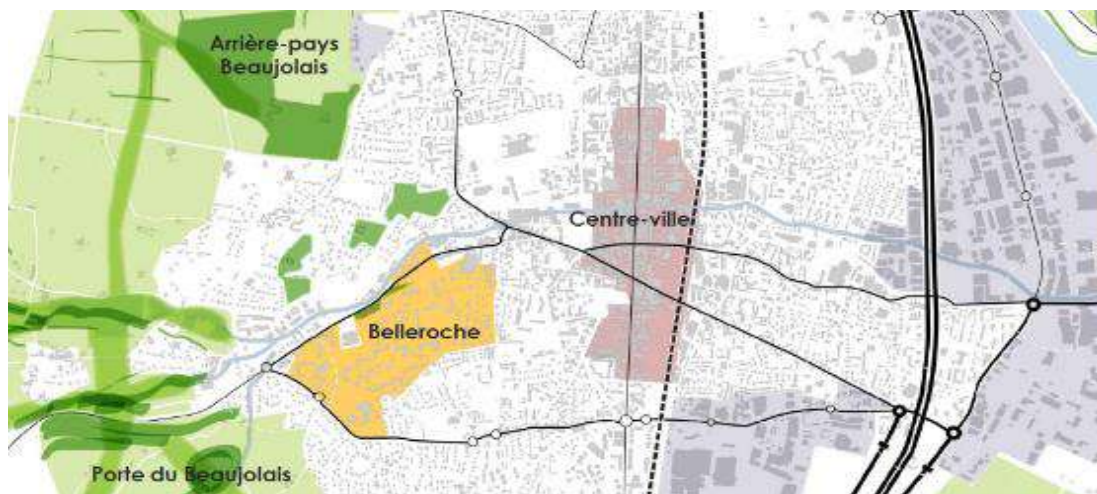 Arrière-pays
Beaujolais
Centre-ville
Belleroche
Porte du Beaujolais